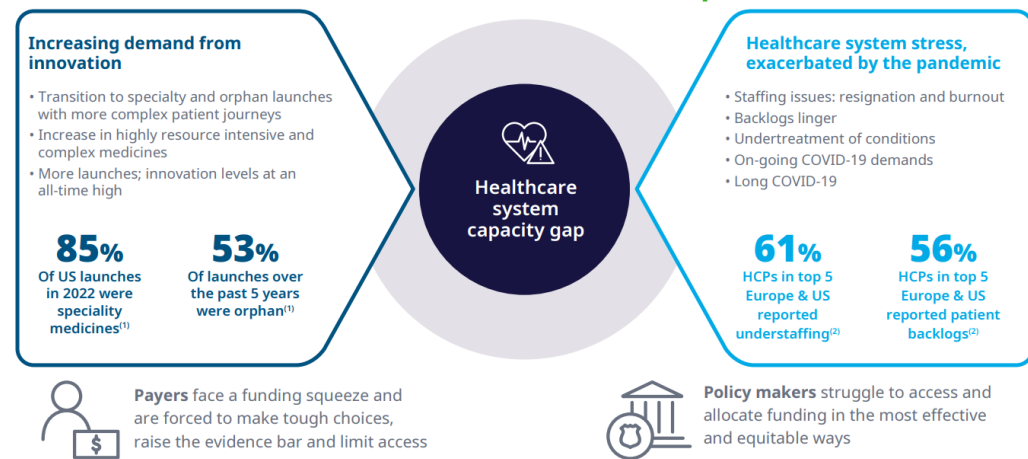 Increasing demand from
innovation
• Transition to specialty and orphan launches
with more complex patient journeys
• Increase in highly resource intensive and
complex medicines
• More launches; innovation levels at an
all-time high
85%
Of US launches
in 2022 were
speciality
medicines(1)
53%
Of launches over
the past 5 years
were orphan(1)
Healthcare
system
capacity gap
Healthcare system stress,
exacerbated by the pandemic
• Staffing issues: resignation and burnout
• Backlogs linger
• Undertreatment of conditions
• On-going COVID-19 demands
• Long COVID-19
61%
HCPs in top 5
Europe & US
reported
understaffing(2)
56%
HCPs in top 5
Europe & US
reported patient
backlogs(2)
$
Payers face a funding squeeze and
are forced to make tough choices,
raise the evidence bar and limit access
Policy makers struggle to access and
allocate funding in the most effective
and equitable ways